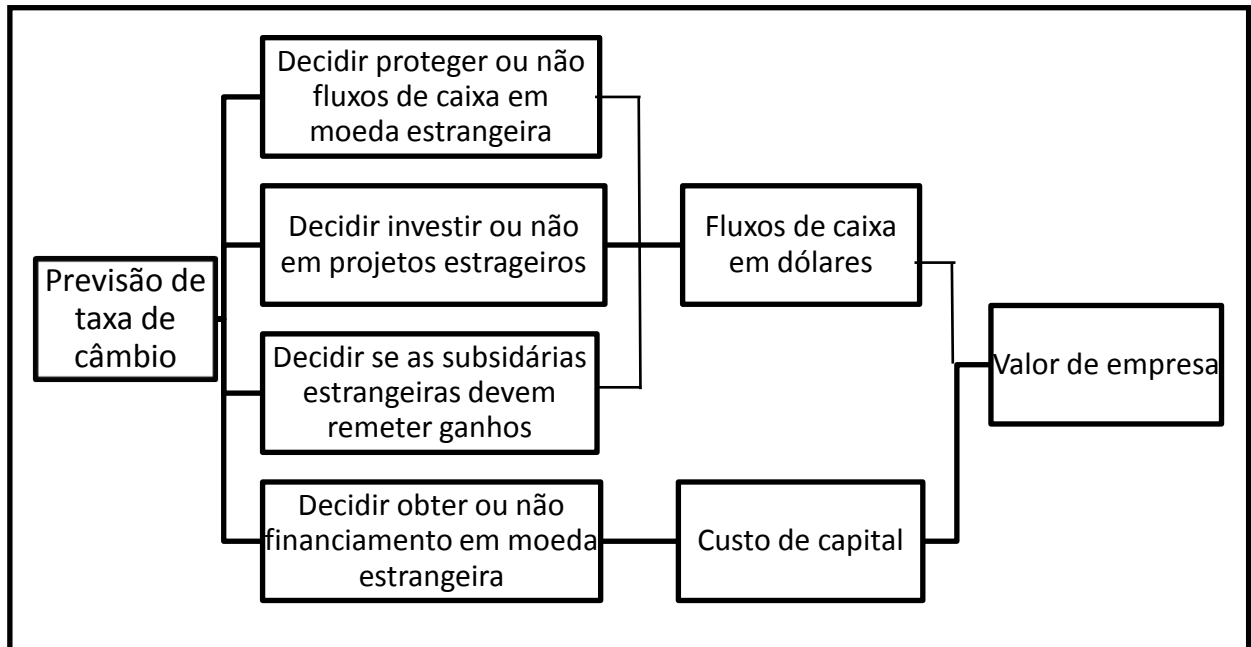 Previsão de
taxa de
câmbio
Decidir proteger ou não
fluxos de caixa em
moeda estrangeira
Decidir investir ou não
em projetos estrageiros
Decidir se as subsidárias
estrangeiras devem
remeter ganhos
Decidir obter ou não
financiamento em moeda
estrangeira
Fluxos de caixa
em dólares
Custo de capital
Valor de empresa